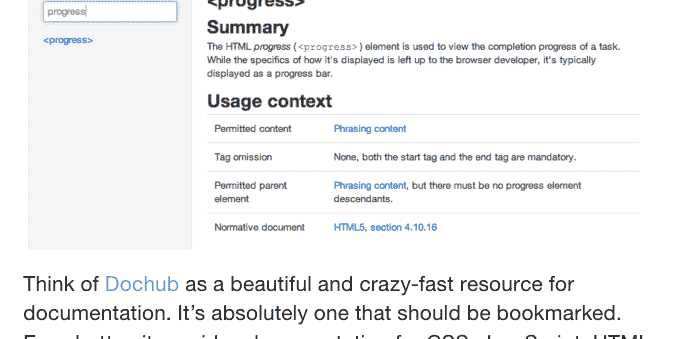 <progress>
progress
<progress>
Summary
The HTML progress (<progress>) element is used to view the completion progress of a task.
While the specifics of how it's displayed is left up to the browser developer, it's typically
displayed as a progress bar.
Usage context
Permitted content Phrasing content
Tag omission None, both the start tag and the end tag are mandatory.
Permitted parent Phrasing content, but there must be no progress element
element descendants.
Normative document HTML5, section 4.10.16
Think of Dochub as a beautiful and crazy-fast resource for
documentation. It's absolutely one that should be bookmarked.